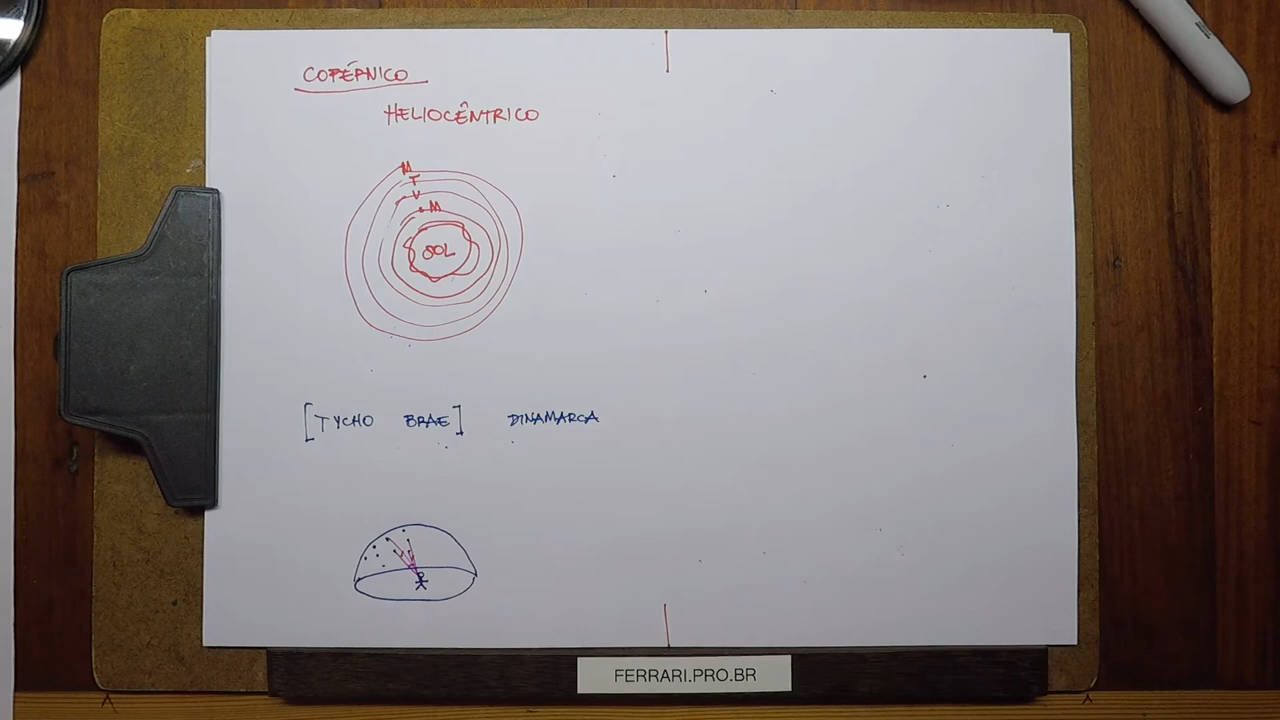 COPÉRNICO
HELIOCÊNTRICO
M
T
V
M
SOL
[TYCHO BRAE] DINAMARCA
FERRARI.PRO.BR